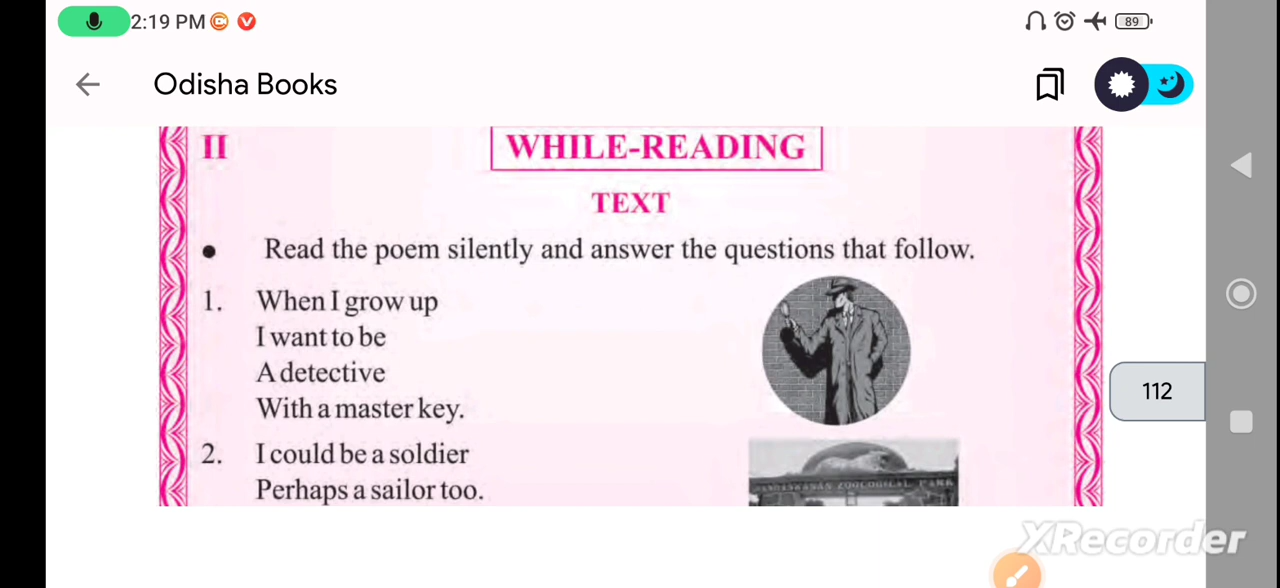 2:19 PM
89
Odisha Books
II
WHILE-READING
TEXT
• Read the poem silently and answer the questions that follow.
1. When I grow up
I want to be
A detective
With a master key.
2. I could be a soldier
Perhaps a sailor too.
ZOOLOGICAL PARK
112
XRecorder